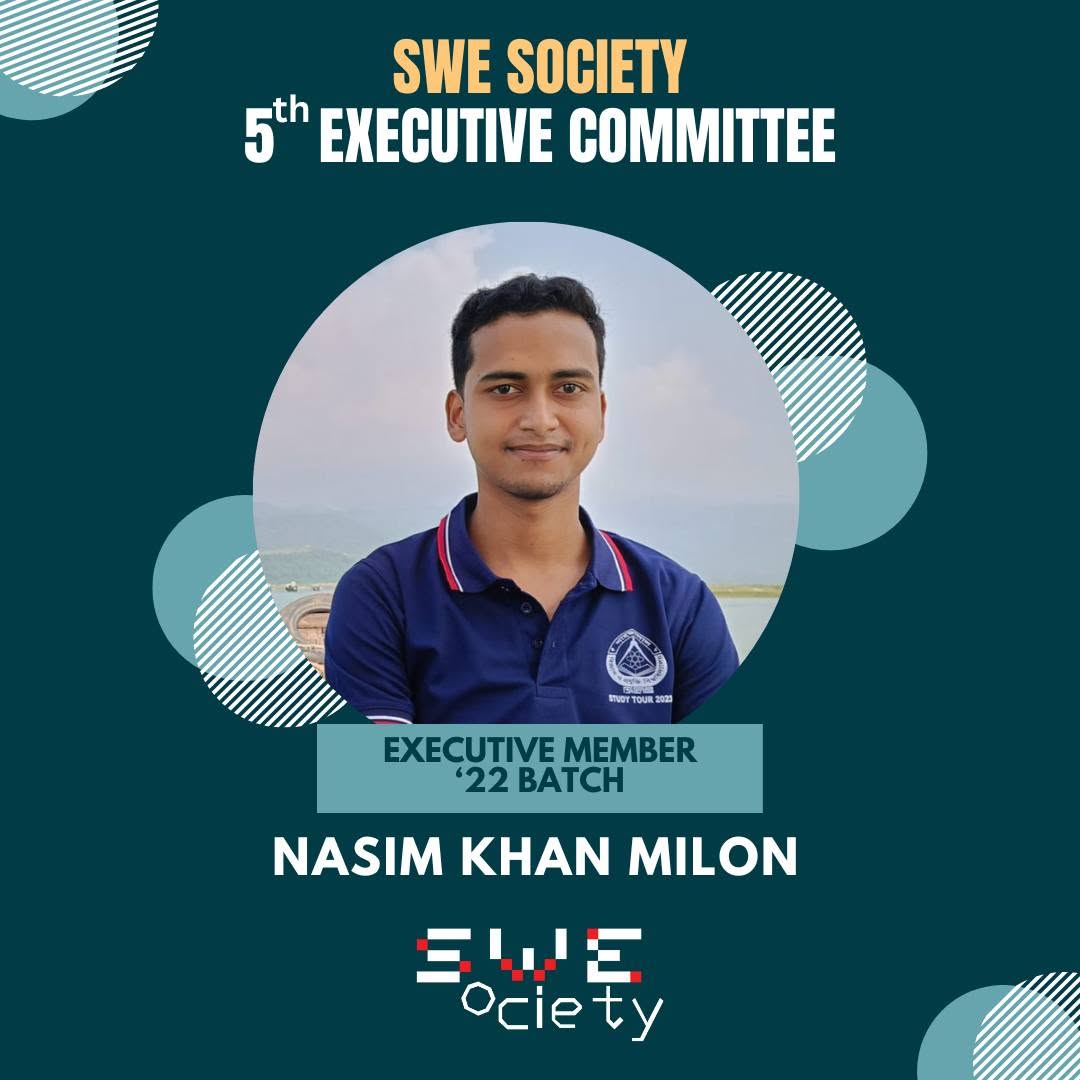 SWE SOCIETY
5th EXECUTIVE COMMITTEE
STUDY TOUR 2023
EXECUTIVE MEMBER
‘22 BATCH
NASIM KHAN MILON
SWE
Ociety